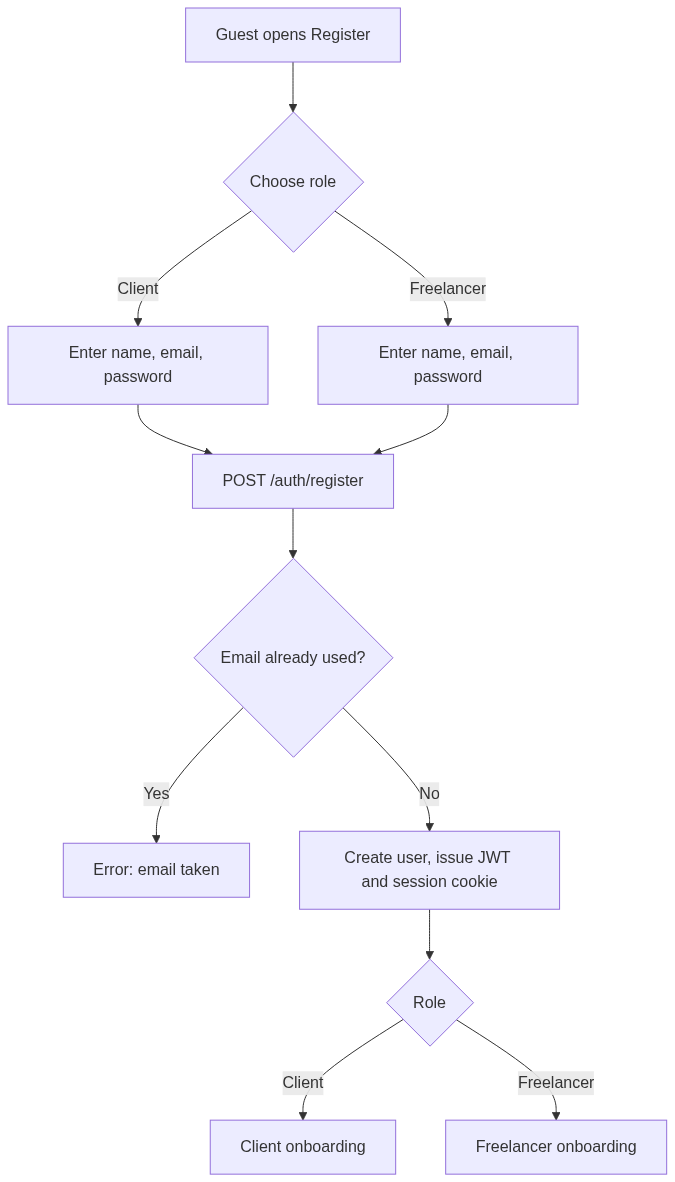 Guest opens Register
Choose role
Client
Freelancer
Enter name, email,
password
Enter name, email,
password
POST /auth/register
Email already used?
Yes
No
Error: email taken
Create user, issue JWT
and session cookie
Role
Client
Freelancer
Client onboarding
Freelancer onboarding